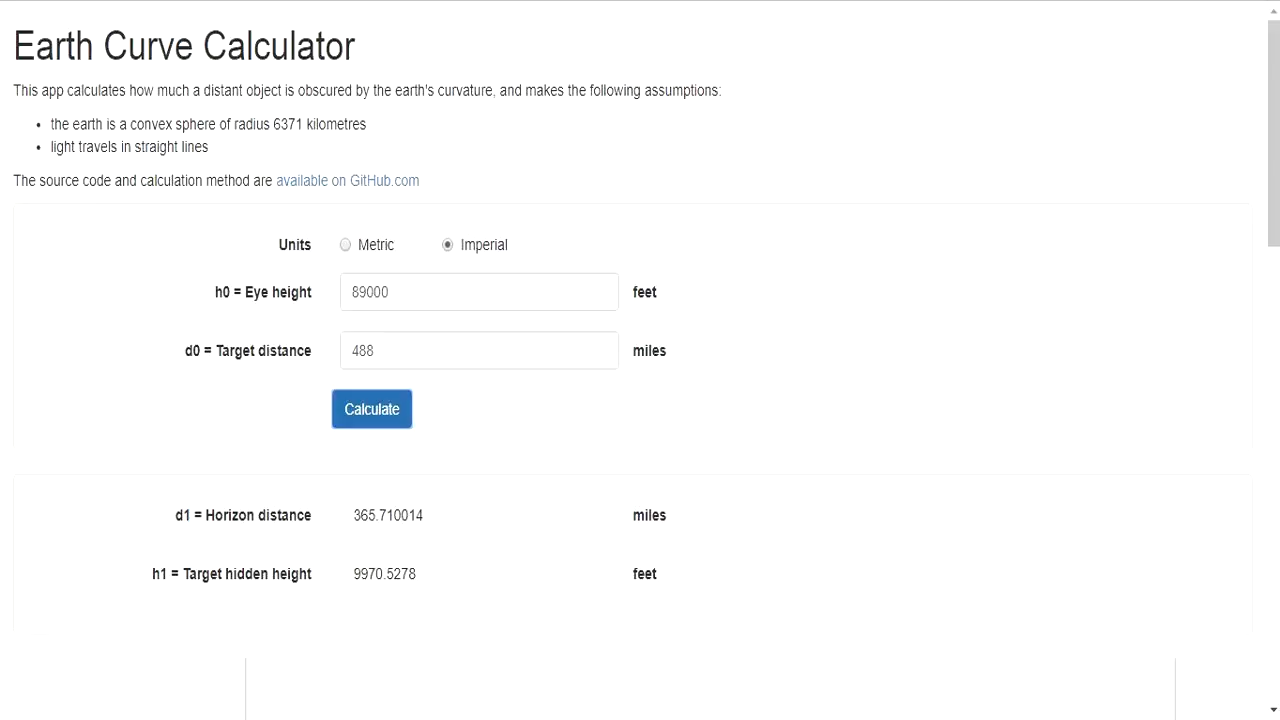 Earth Curve Calculator
This app calculates how much a distant object is obscured by the earth's curvature, and makes the following assumptions:
• the earth is a convex sphere of radius 6371 kilometres
• light travels in straight lines
The source code and calculation method are available on GitHub.com
Units Metric Imperial
h0 = Eye height 89000 feet
d0 = Target distance 488 miles
Calculate
d1 = Horizon distance 365.710014 miles
h1 = Target hidden height 9970.5278 feet